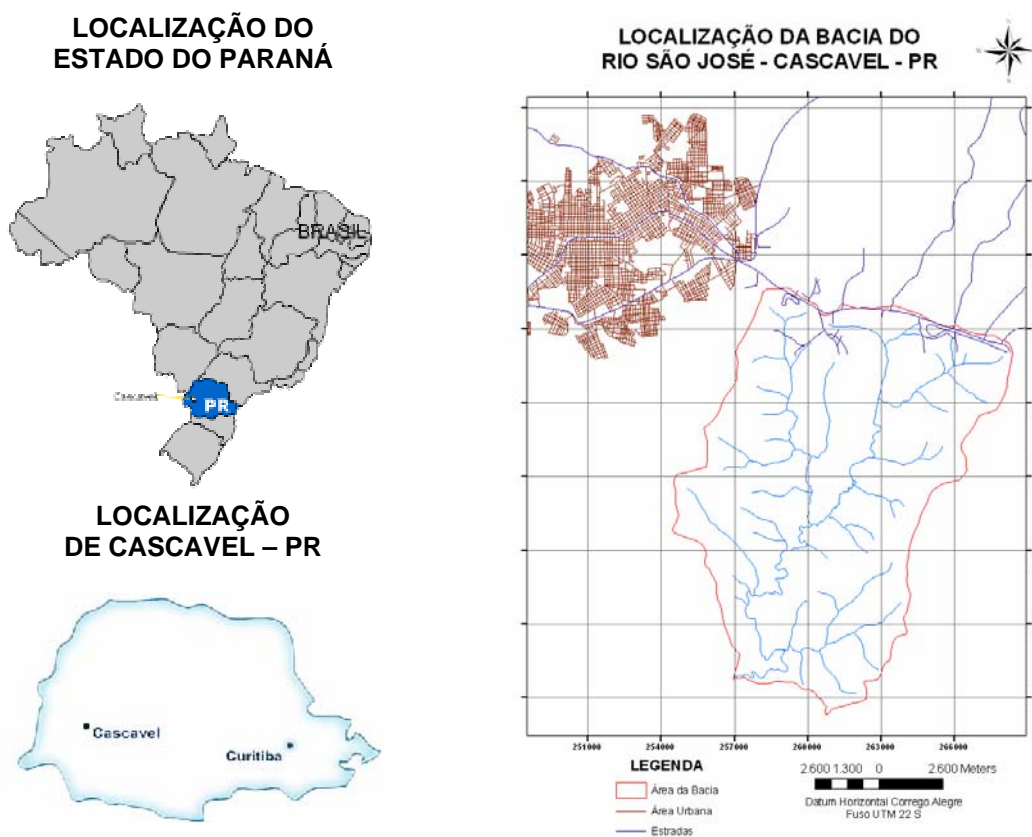 LOCALIZAÇÃO DO
ESTADO DO PARANÁ
BRASIL
Cascavel
PR
LOCALIZAÇÃO
DE CASCAVEL – PR
Cascavel
Curitiba
LOCALIZAÇÃO DA BACIA DO
RIO SÃO JOSÉ - CASCAVEL - PR
251000 254000 257000 260000 263000 266000
LEGENDA
Área da Bacia
Área Urbana
Estradas
2.600 1.300 0 2.600 Meters
Datum Horizontal Corrego Alegre
Fuso UTM 22 S